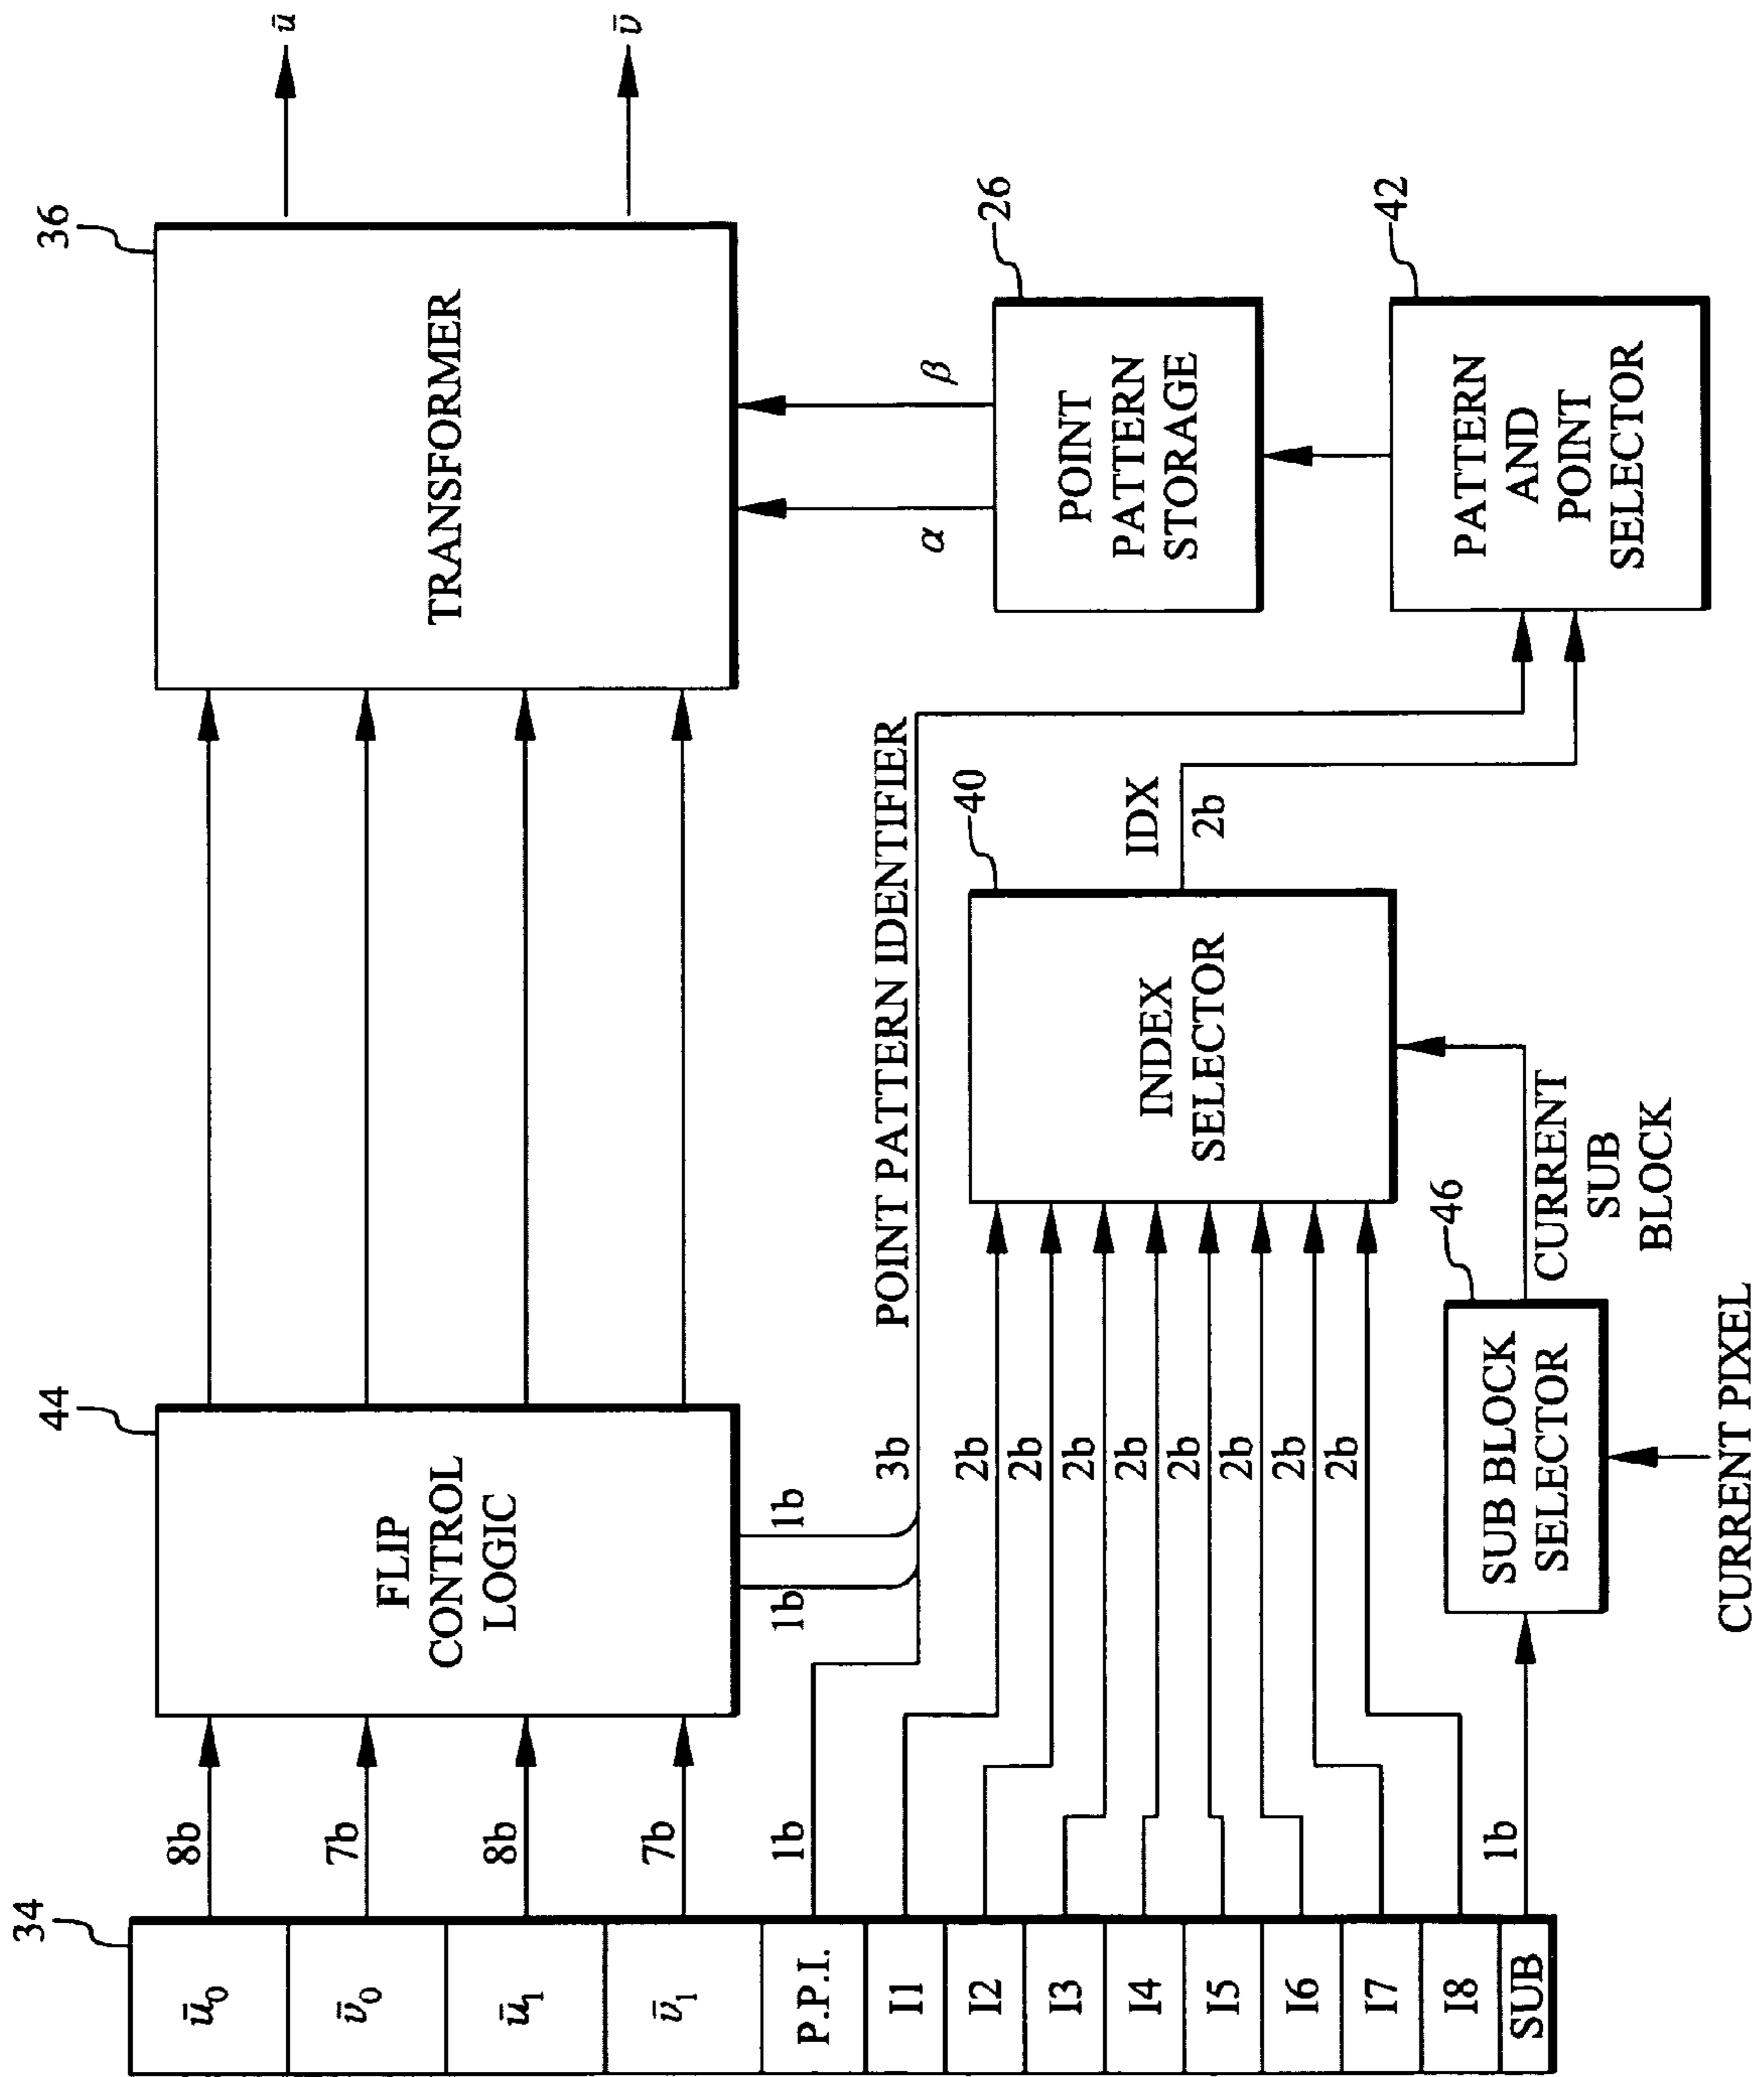 34
ū₀
v̄₀
ū₁
v̄₁
P.P.I.
I1
I2
I3
I4
I5
I6
I7
I8
SUB
8b
7b
8b
7b
1b
1b
44
FLIP
CONTROL
LOGIC
1b
1b
3b
POINT PATTERN IDENTIFIER
2b
2b
2b
2b
2b
2b
2b
2b
46
SUB BLOCK
SELECTOR
CURRENT PIXEL
CURRENT
SUB
BLOCK
40
INDEX
SELECTOR
IDX
2b
36
TRANSFORMER
ū
v̄
α
β
26
POINT
PATTERN
STORAGE
42
PATTERN
AND
POINT
SELECTOR